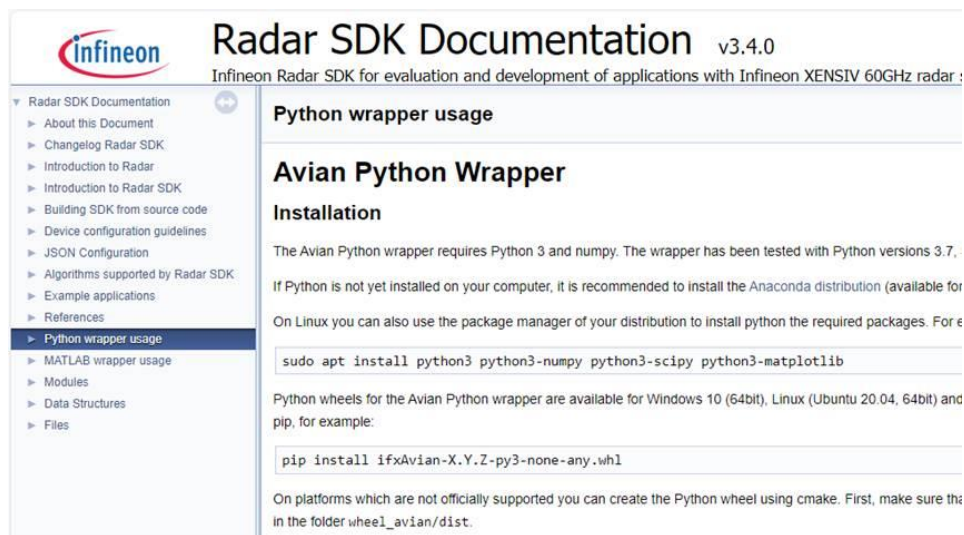 infineon
Radar SDK Documentation v3.4.0
Infineon Radar SDK for evaluation and development of applications with Infineon XENSIV 60GHz radar
Radar SDK Documentation
About this Document
Changelog Radar SDK
Introduction to Radar
Introduction to Radar SDK
Building SDK from source code
Device configuration guidelines
JSON Configuration
Algorithms supported by Radar SDK
Example applications
References
Python wrapper usage
MATLAB wrapper usage
Modules
Data Structures
Files
Python wrapper usage
Avian Python Wrapper
Installation
The Avian Python wrapper requires Python 3 and numpy. The wrapper has been tested with Python versions 3.7,
If Python is not yet installed on your computer, it is recommended to install the Anaconda distribution (available for
On Linux you can also use the package manager of your distribution to install python the required packages. For e
sudo apt install python3 python3-numpy python3-scipy python3-matplotlib
Python wheels for the Avian Python wrapper are available for Windows 10 (64bit), Linux (Ubuntu 20.04, 64bit) and
pip, for example:
pip install ifxAvian-X.Y.Z-py3-none-any.whl
On platforms which are not officially supported you can create the Python wheel using cmake. First, make sure tha
in the folder wheel_avian/dist.